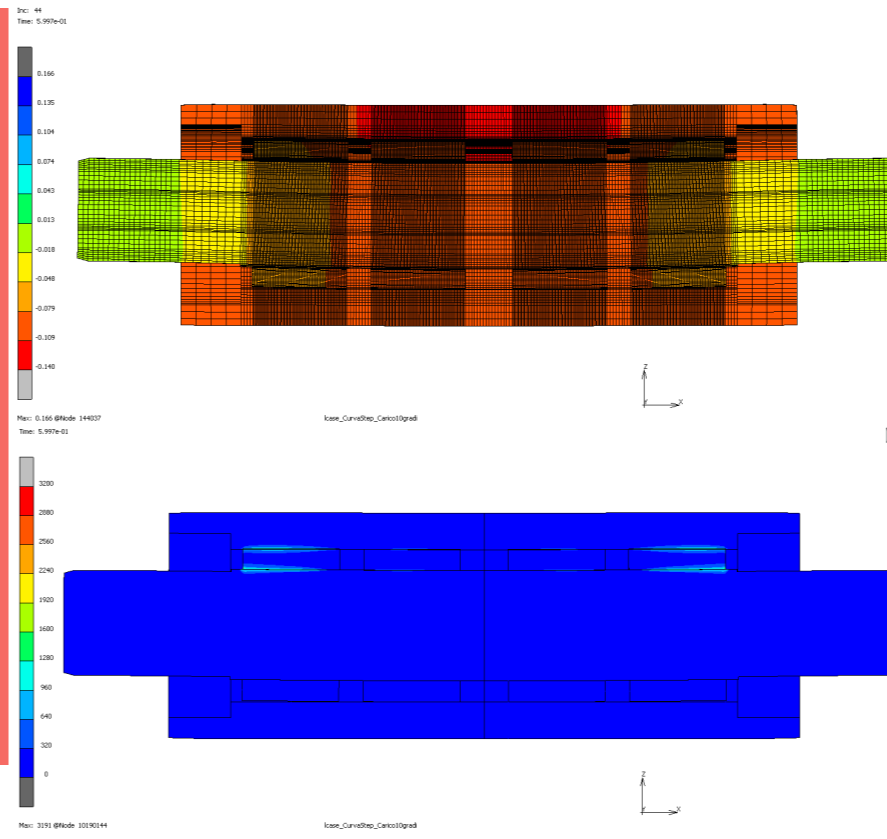 Inc: 44
Time: 5.997e-01
0.166
0.135
0.104
0.074
0.043
0.013
-0.018
-0.048
-0.079
-0.109
-0.140
Z
Y X
Max: 0.166 @Node 144837
lcase_CurvaStep_Carico10gradi
Time: 5.997e-01
3200
2880
2560
2240
1920
1600
1280
960
640
320
0
Z
Y X
Max: 3191 @Node 10190144
lcase_CurvaStep_Carico10gradi